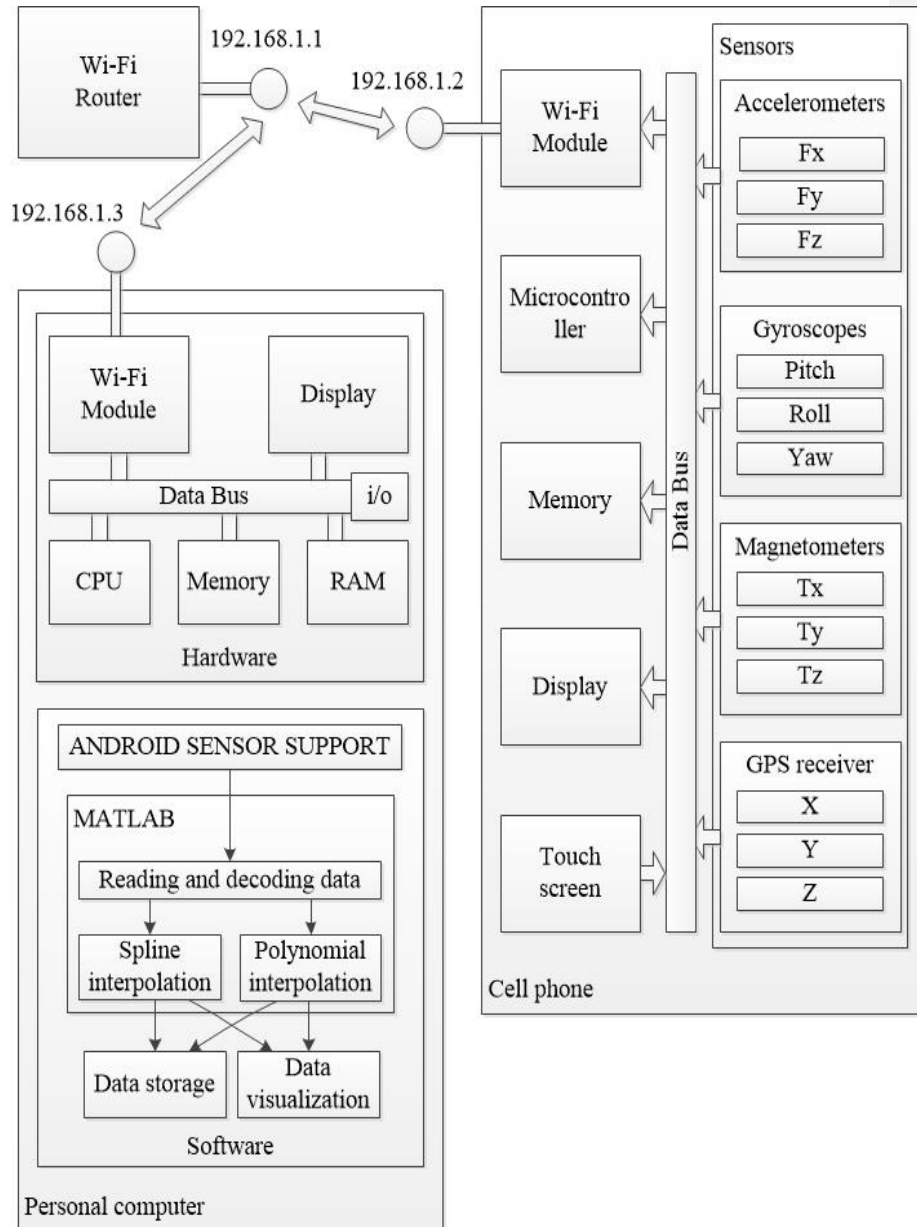 192.168.1.1
Wi-Fi
Router
192.168.1.2
192.168.1.3
Wi-Fi
Module
Display
Data Bus
i/o
CPU
Memory
RAM
Hardware
ANDROID SENSOR SUPPORT
MATLAB
Reading and decoding data
Spline
interpolation
Polynomial
interpolation
Data storage
Data
visualization
Software
Personal computer
Wi-Fi
Module
Microcontro
ller
Memory
Display
Touch
screen
Data Bus
Cell phone
Sensors
Accelerometers
Fx
Fy
Fz
Gyroscopes
Pitch
Roll
Yaw
Magnetometers
Tx
Ty
Tz
GPS receiver
X
Y
Z